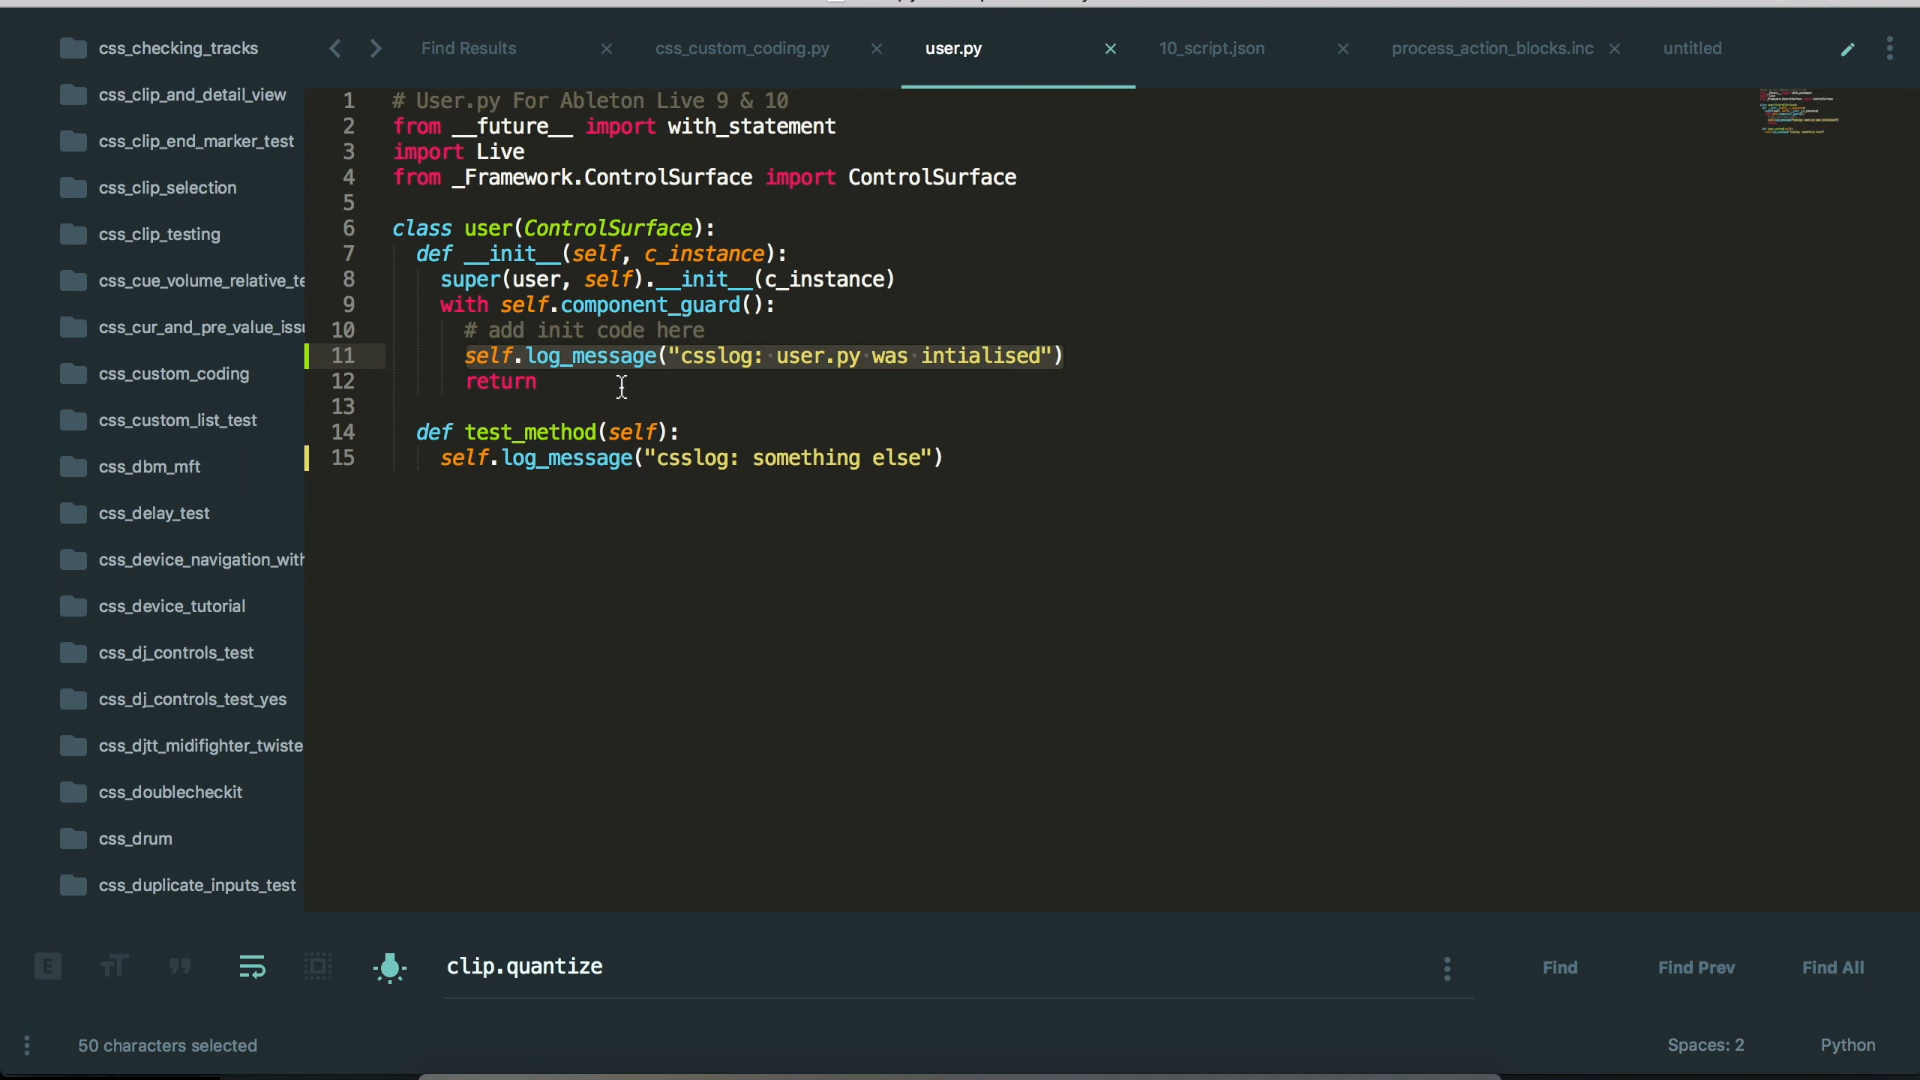 css_checking_tracks
css_clip_and_detail_view
css_clip_end_marker_test
css_clip_selection
css_clip_testing
css_cue_volume_relative_te
css_cur_and_pre_value_iss
css_custom_coding
css_custom_list_test
css_dbm_mft
css_delay_test
css_device_navigation_with
css_device_tutorial
css_dj_controls_test
css_dj_controls_test_yes
css_djtt_midifighter_twiste
css_doublecheckit
css_drum
css_duplicate_inputs_test
Find Results × css_custom_coding.py × user.py × 10_script.json × process_action_blocks.inc × untitled
1 # User.py For Ableton Live 9 & 10
2 from __future__ import with_statement
3 import Live
4 from _Framework.ControlSurface import ControlSurface
5
6 class user(ControlSurface):
7 def __init__(self, c_instance):
8 super(user, self).__init__(c_instance)
9 with self.component_guard():
10 # add init code here
11 self.log_message("csslog: user.py was intialised")
12 return
13
14 def test_method(self):
15 self.log_message("csslog: something else")
clip.quantize
Find Find Prev Find All
50 characters selected
Spaces: 2 Python